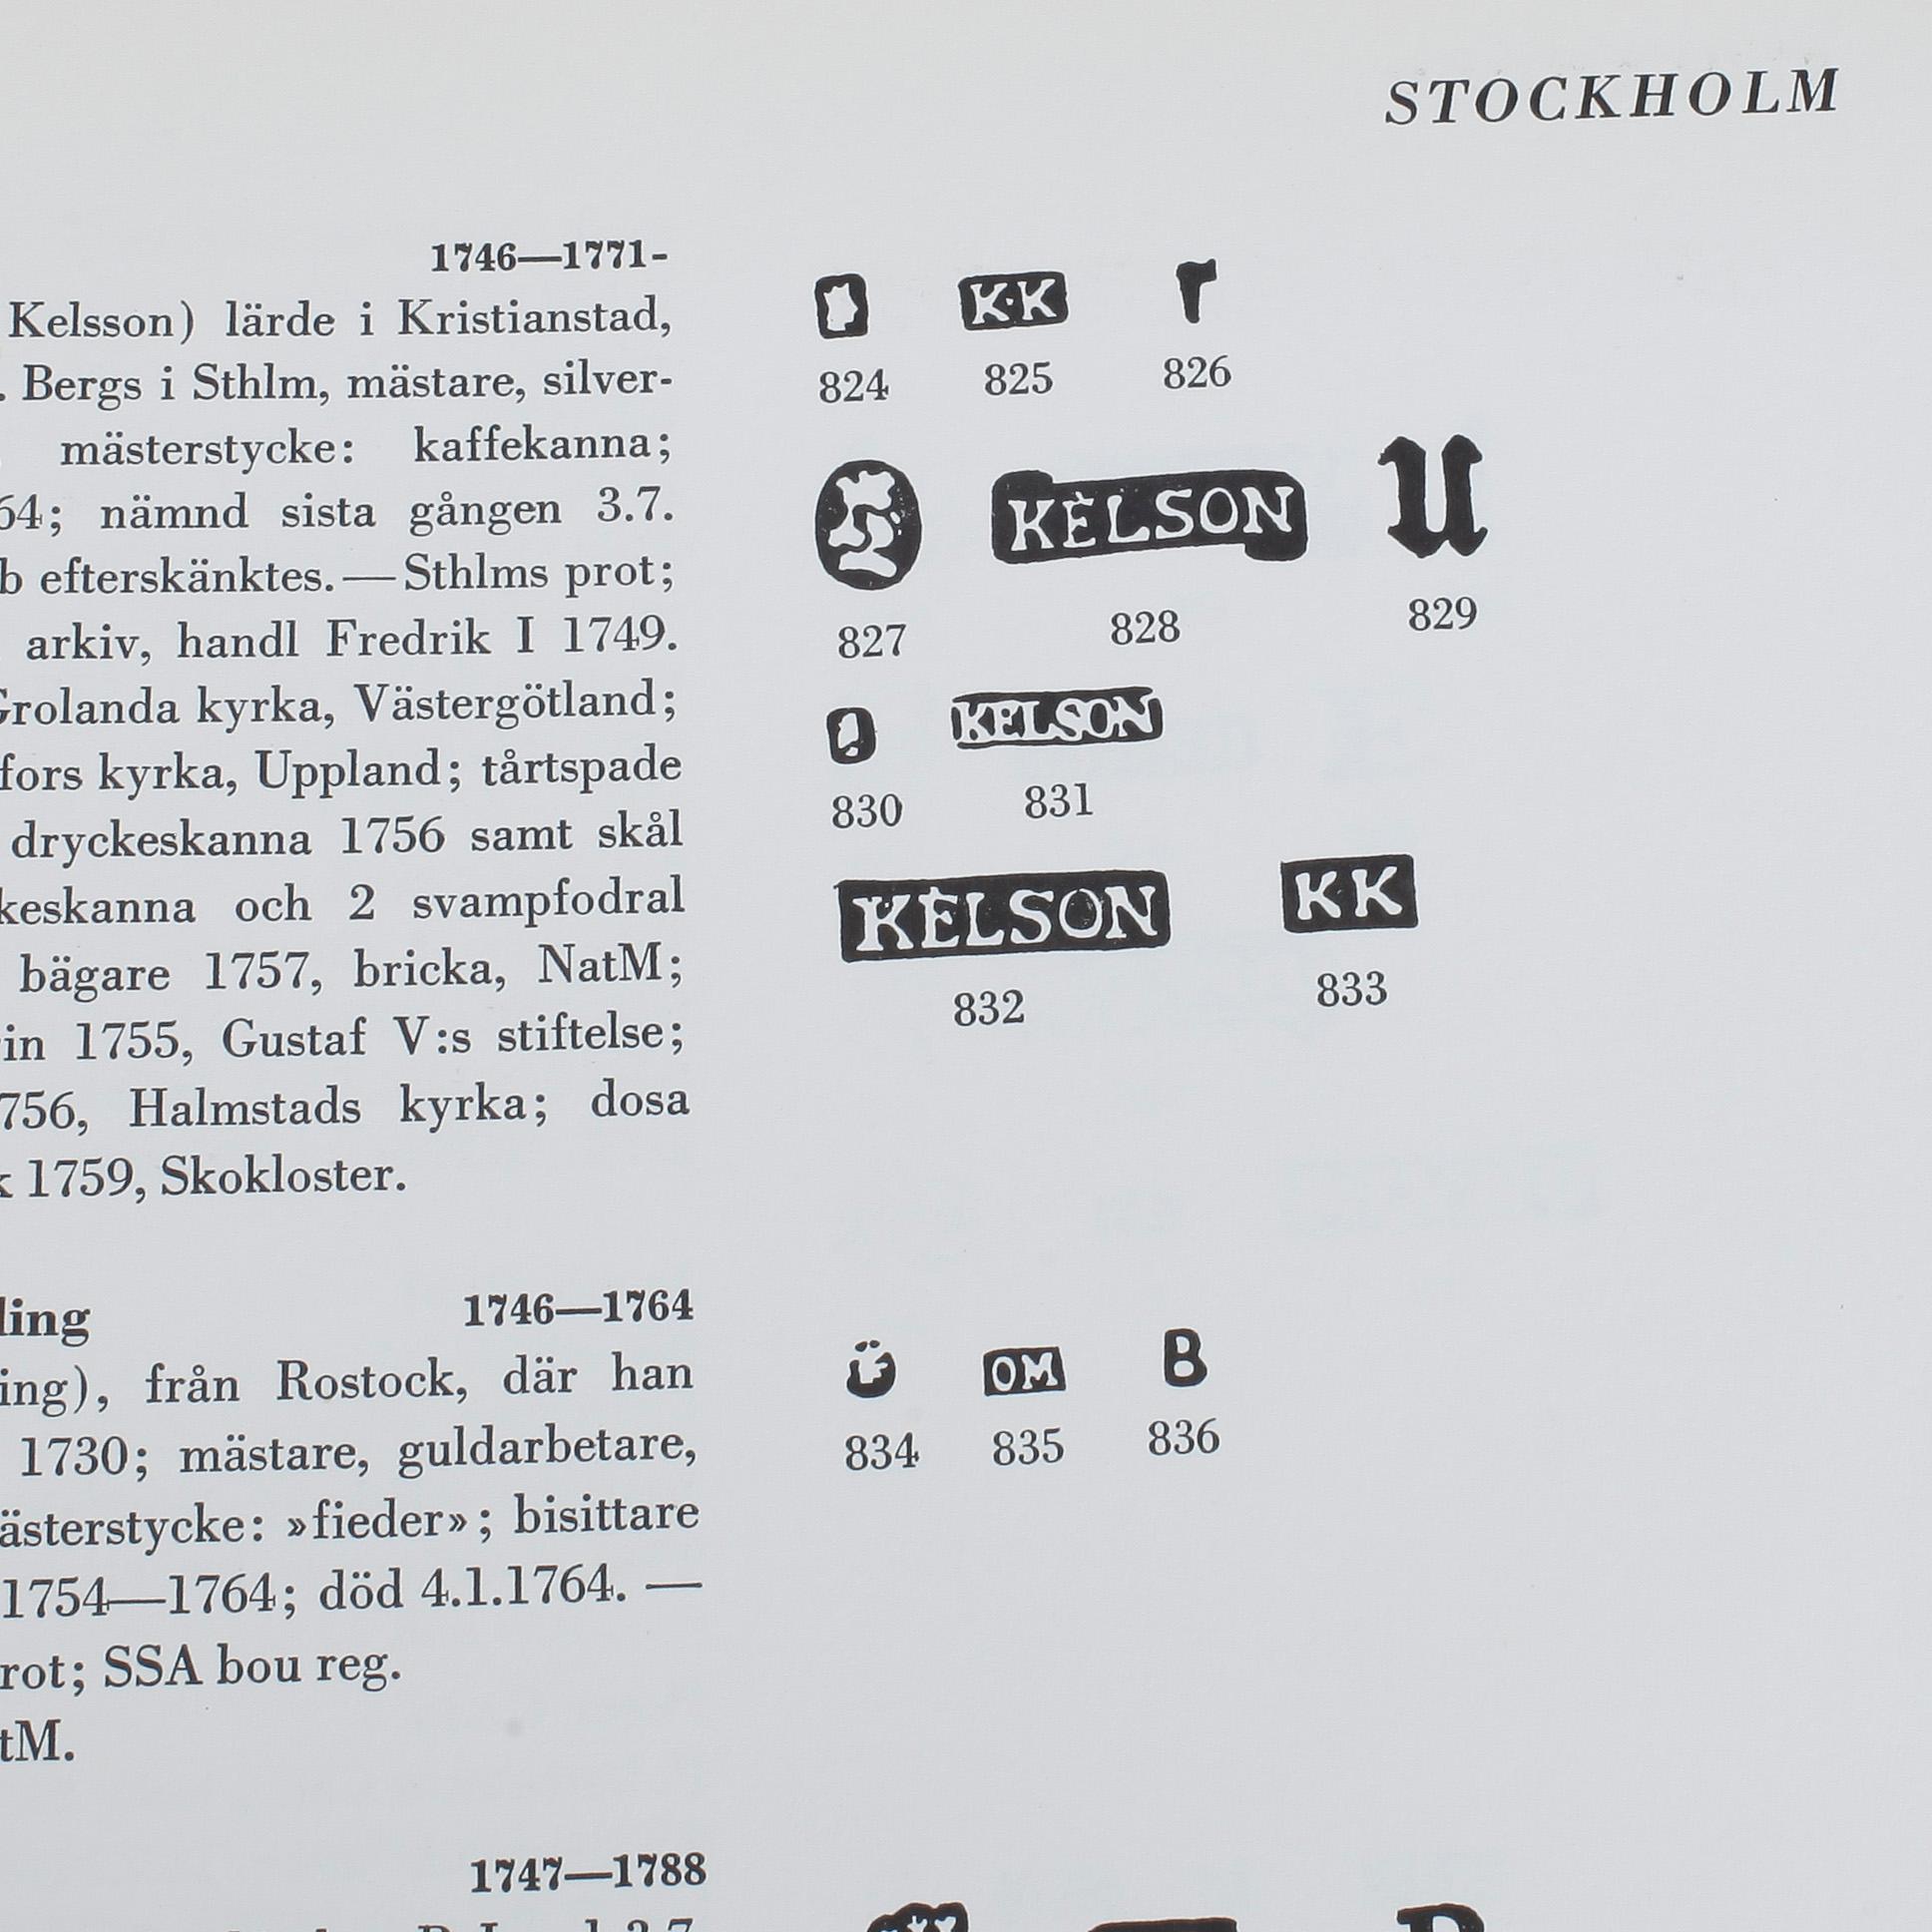 STOCKHOLM
1746—1771-
Kelsson) lärde i Kristianstad,
. Bergs i Sthlm, mästare, silver-
mästerstycke: kaffekanna;
64; nämnd sista gången 3.7.
b efterskänktes. — Sthlms prot;
arkiv, handl Fredrik I 1749.
Grolanda kyrka, Västergötland;
fors kyrka, Uppland; tårtspade
dryckeskanna 1756 samt skål
keskanna och 2 svampfodral
bägare 1757, bricka, NatM;
in 1755, Gustaf V:s stiftelse;
756, Halmstads kyrka; dosa
k 1759, Skokloster.
KK r
824 825 826
KELSON U
827 828 829
KELSON
830 831
KELSON KK
832 833
ling 1746—1764
ing), från Rostock, där han
1730; mästare, guldarbetare,
ästerstycke: »fieder»; bisittare
1754—1764; död 4.1.1764. —
rot; SSA bou reg.
tM.
OM B
834 835 836
1747—1788